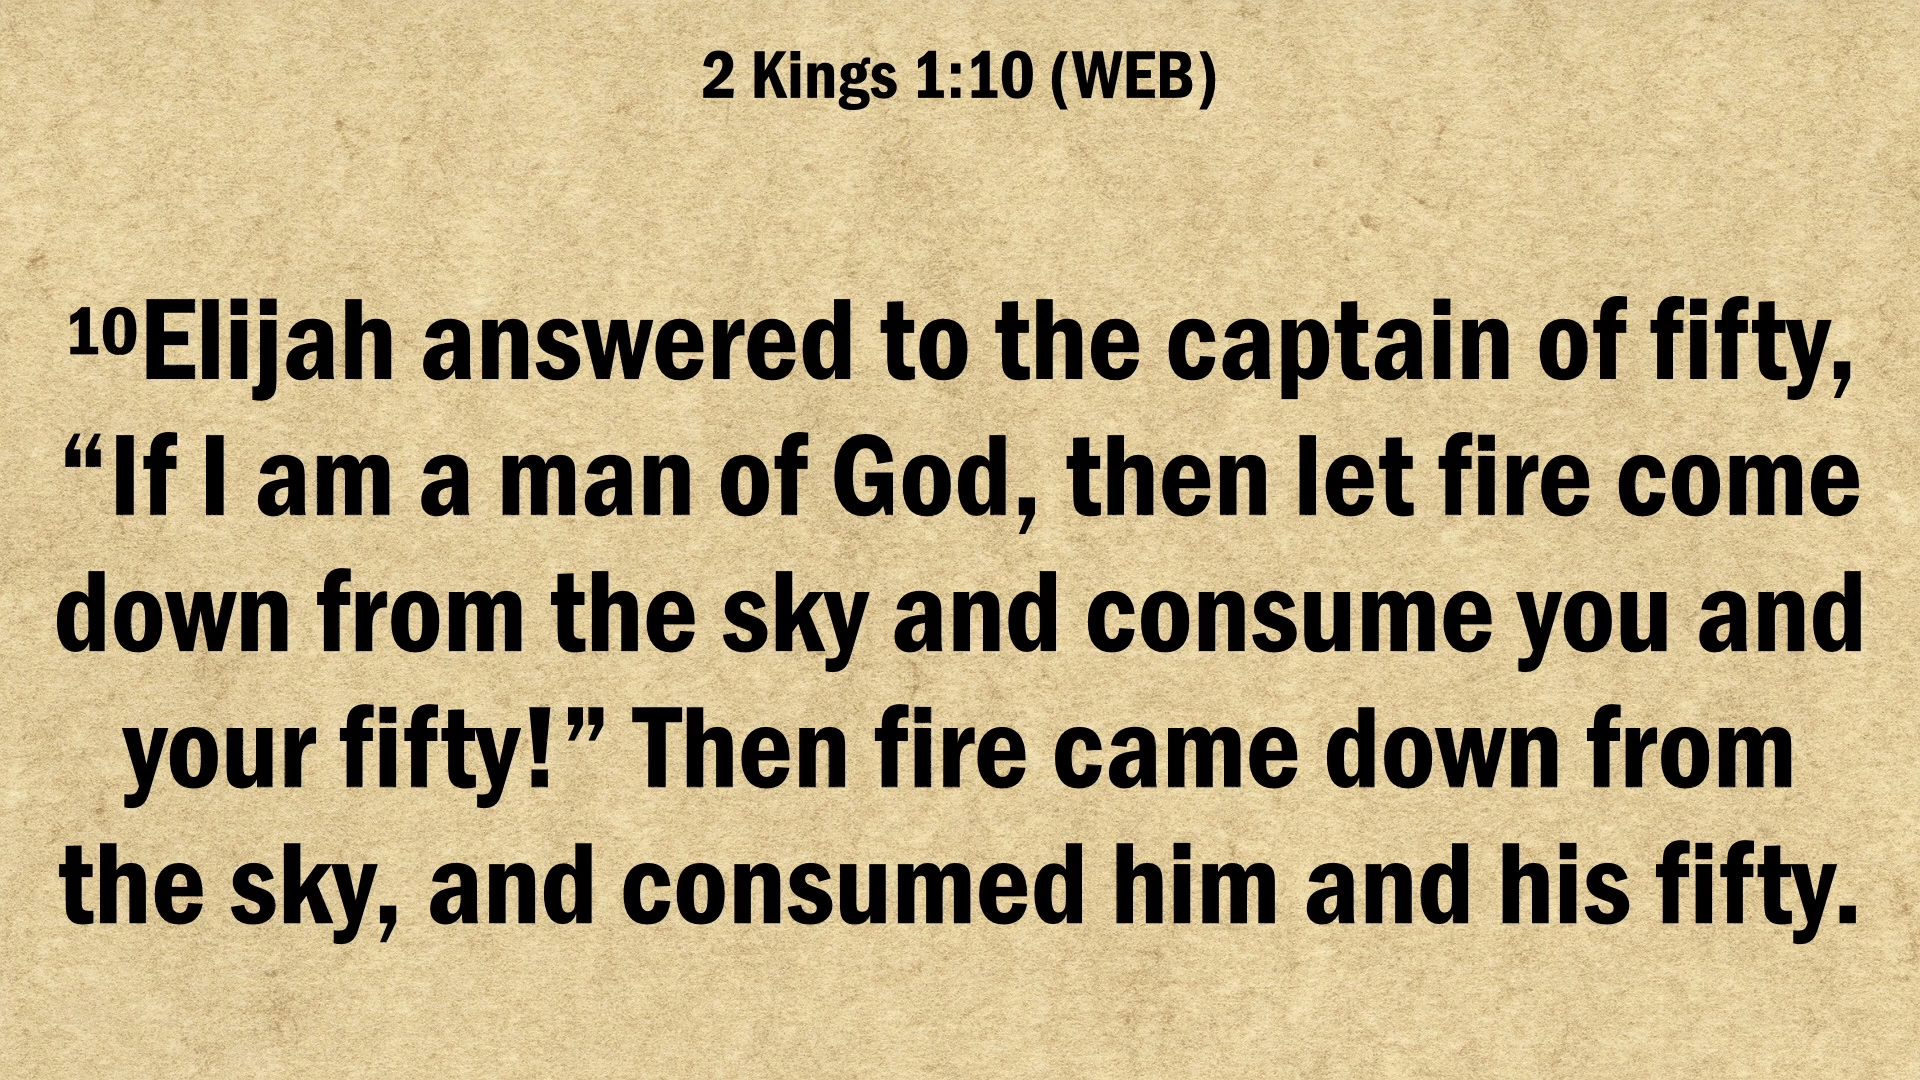 2 Kings 1:10 (WEB)
10Elijah answered to the captain of fifty,
“If I am a man of God, then let fire come
down from the sky and consume you and
your fifty!” Then fire came down from
the sky, and consumed him and his fifty.